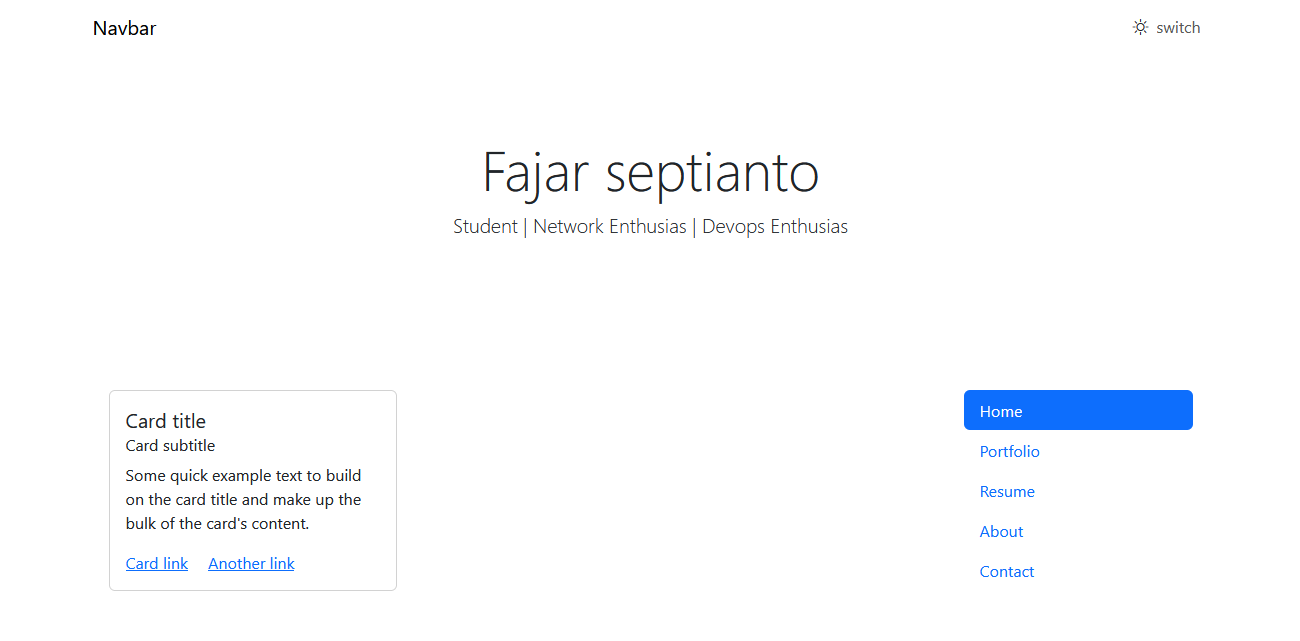 Navbar
switch
Fajar septianto
Student | Network Enthusias | Devops Enthusias
Card title
Card subtitle
Some quick example text to build
on the card title and make up the
bulk of the card's content.
Card link Another link
Home
Portfolio
Resume
About
Contact